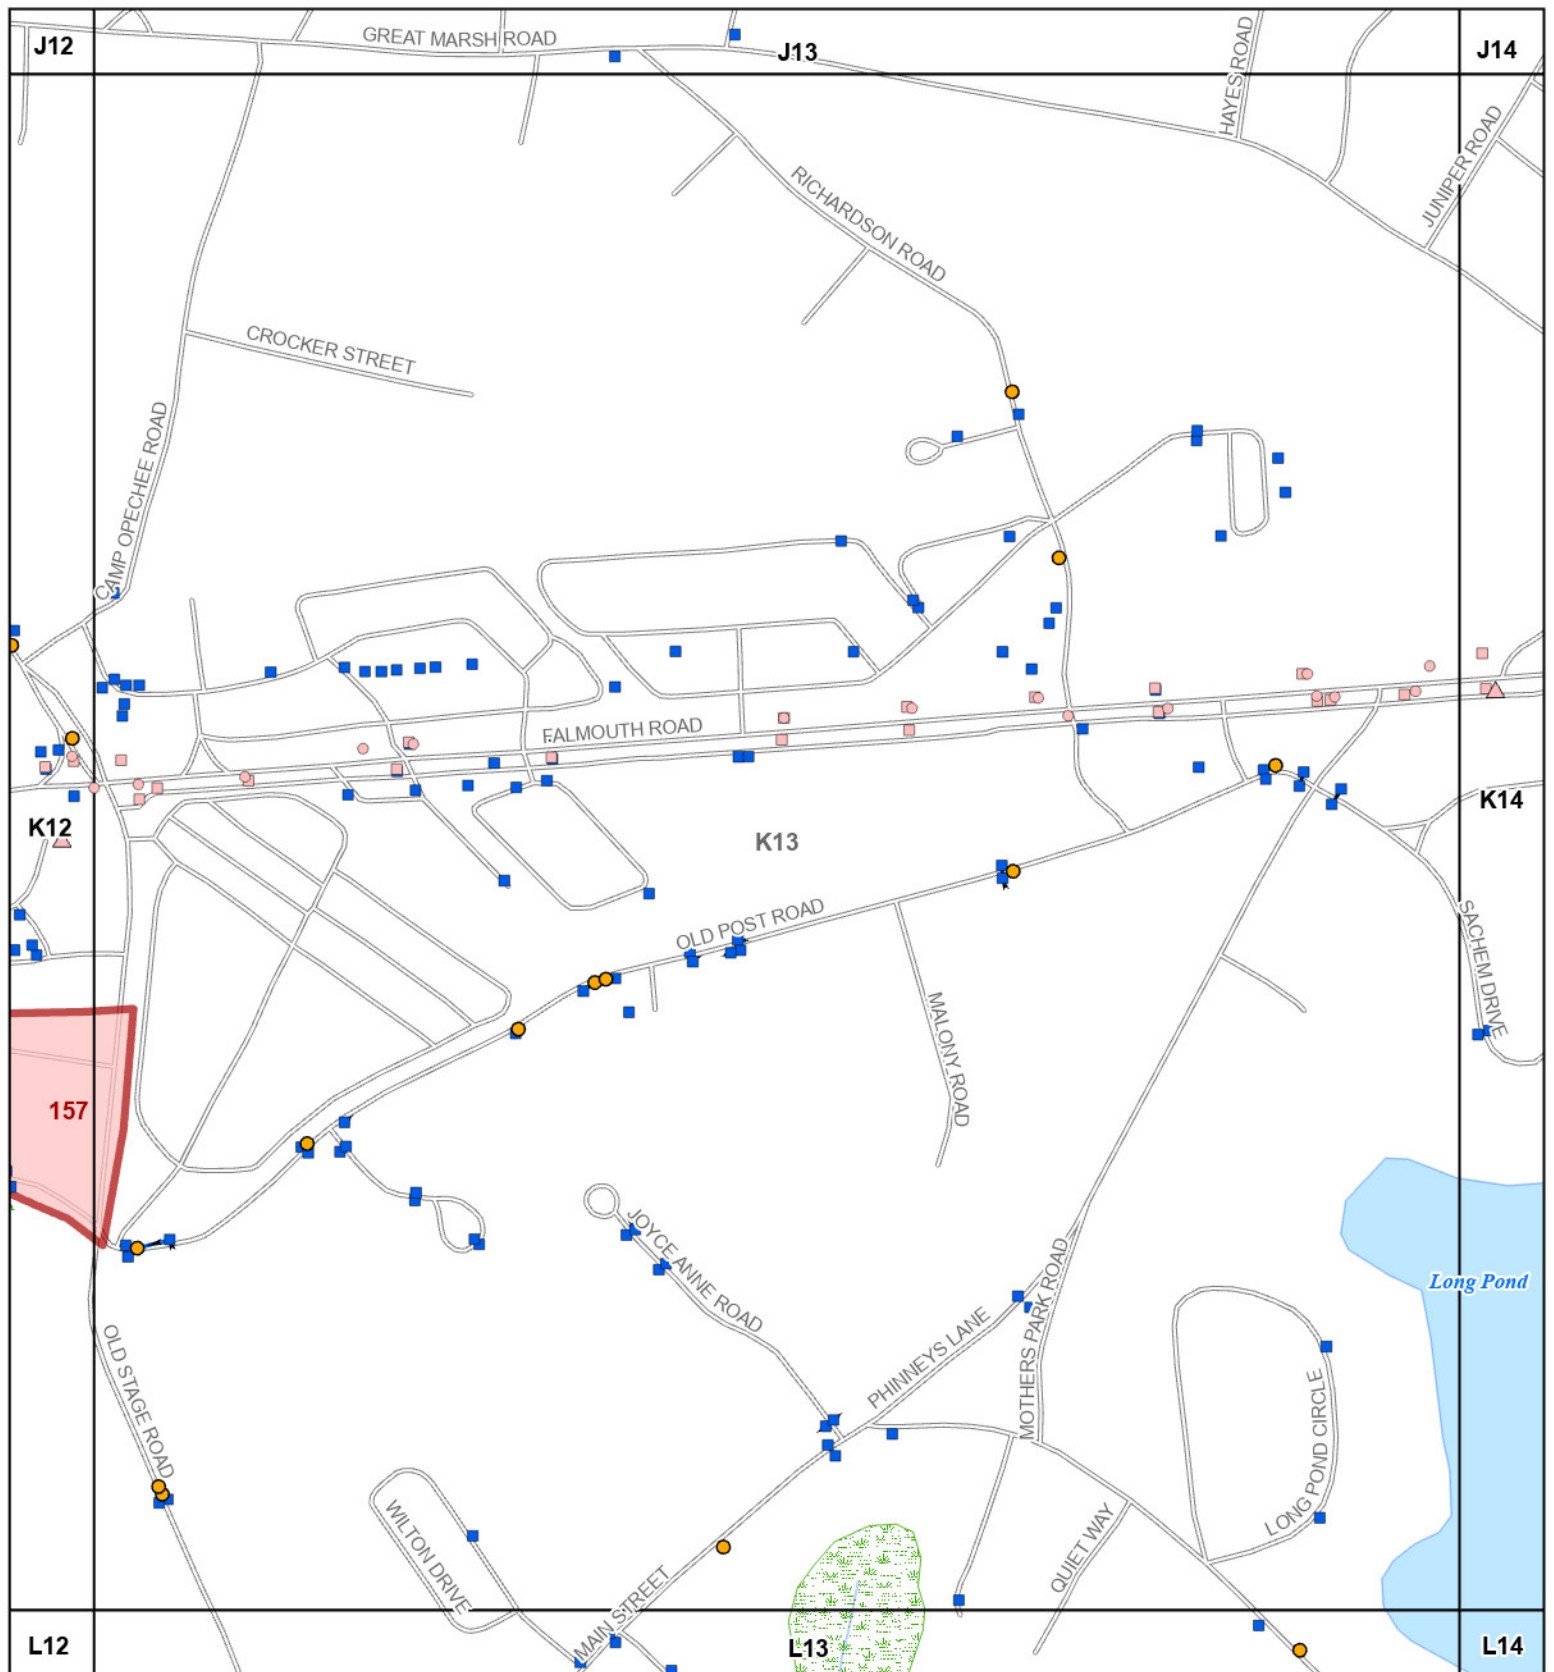 J12
GREAT MARSH ROAD
J13
HAYES ROAD
J14
JUNIPER ROAD
RICHARDSON ROAD
CROCKER STREET
CAMP OPECHEE ROAD
FALMOUTH ROAD
K12
K13
K14
OLD POST ROAD
SACHEM DRIVE
MALONY ROAD
157
JOYCE ANNE ROAD
Long Pond
PHINNEYS LANE
MOTHERS PARK ROAD
OLD STAGE ROAD
LONG POND CIRCLE
WILTON DRIVE
QUIET WAY
MAIN STREET
L12
L13
L14